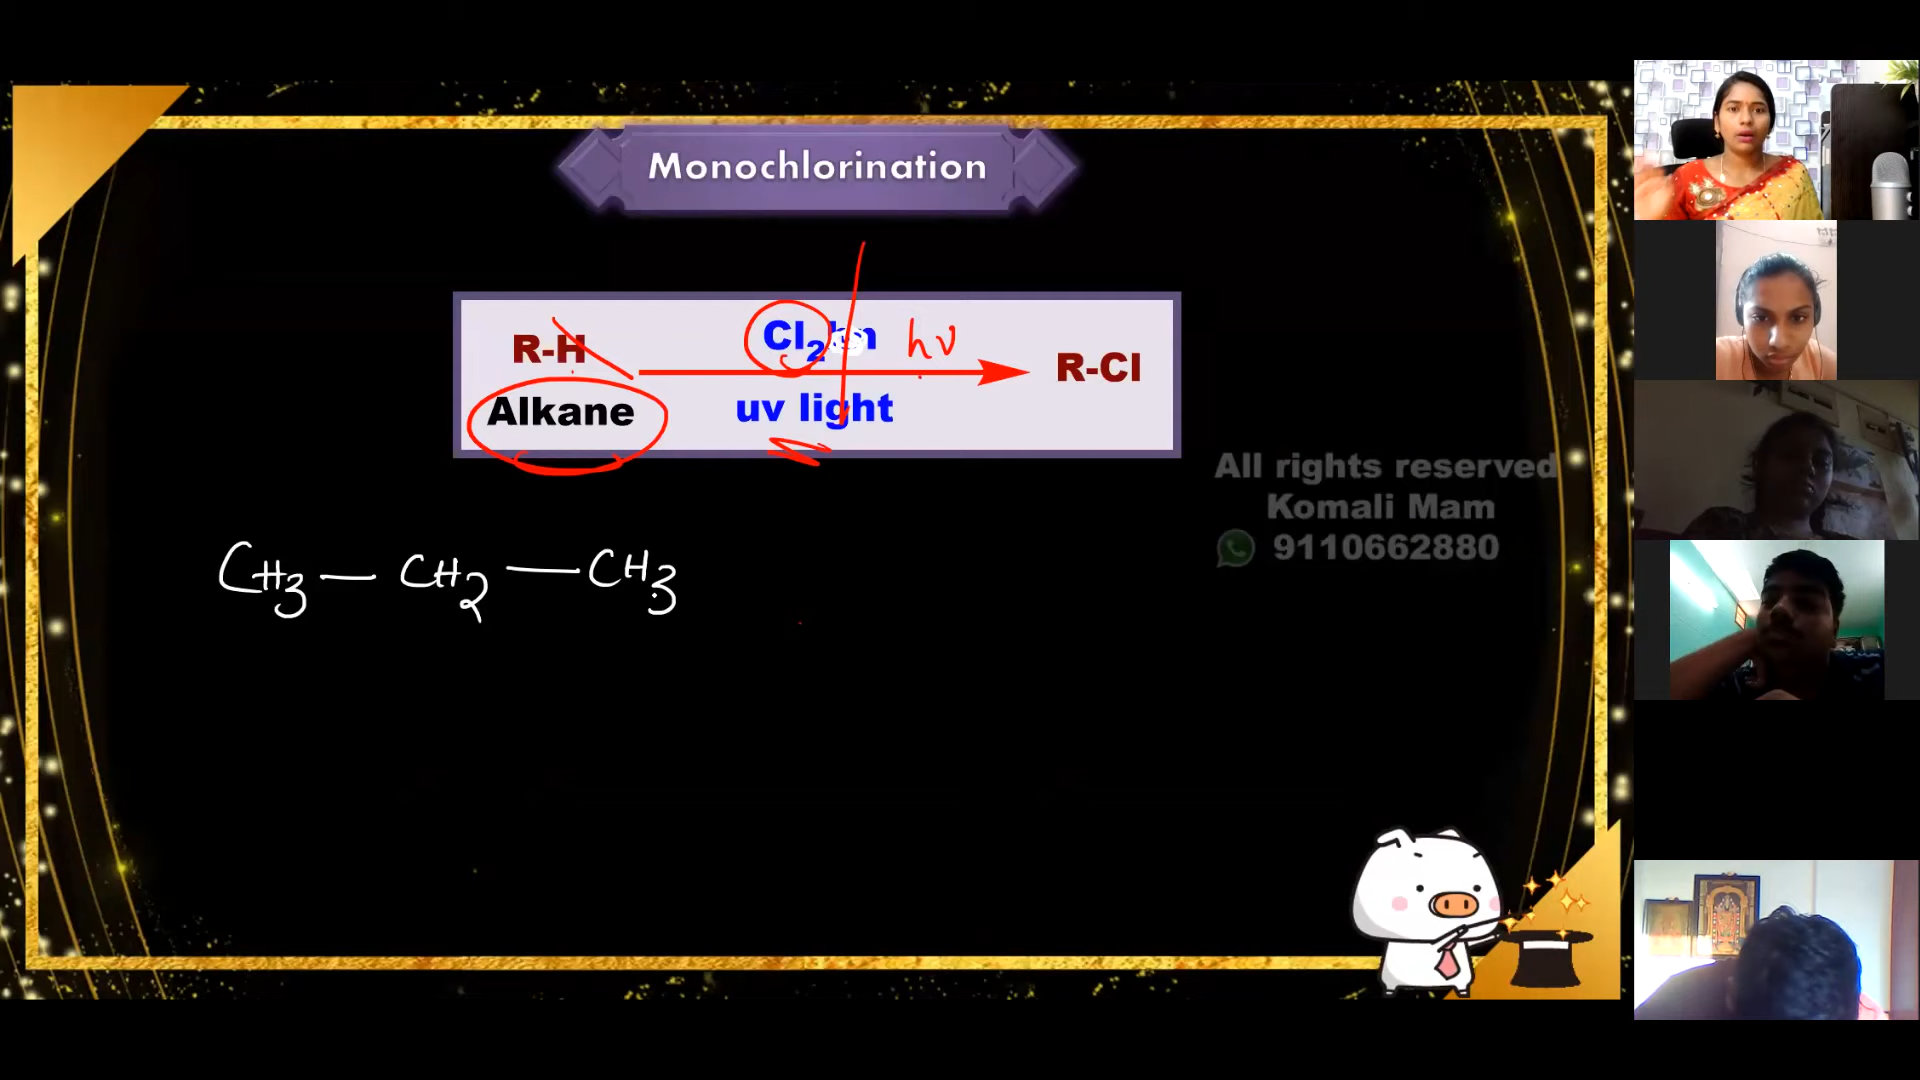 Monochlorination
R-H Cl2 hν R-Cl
Alkane uv light
All rights reserved
Komali Mam
9110662880
CH3 — CH2 — CH3